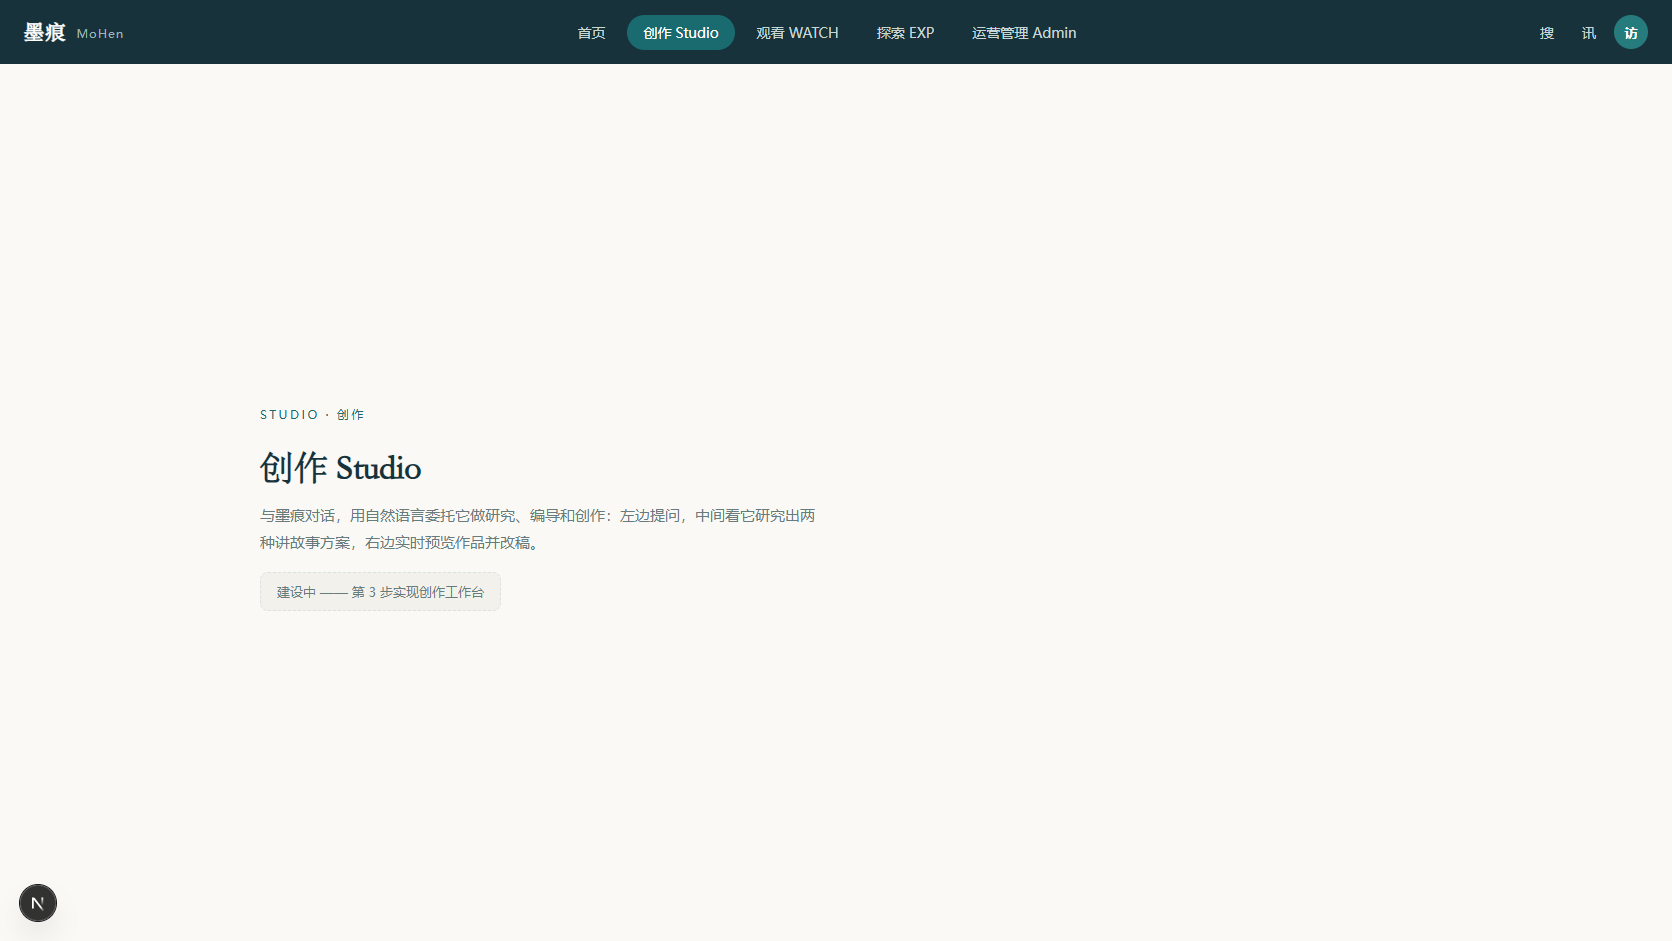 墨痕 MoHen 首页 创作 Studio 观看 WATCH 探索 EXP 运营管理 Admin 搜 讯 访
STUDIO · 创作
创作 Studio
与墨痕对话，用自然语言委托它做研究、编导和创作：左边提问，中间看它研究出两
种讲故事方案，右边实时预览作品并改稿。
建设中 —— 第 3 步实现创作工作台
N